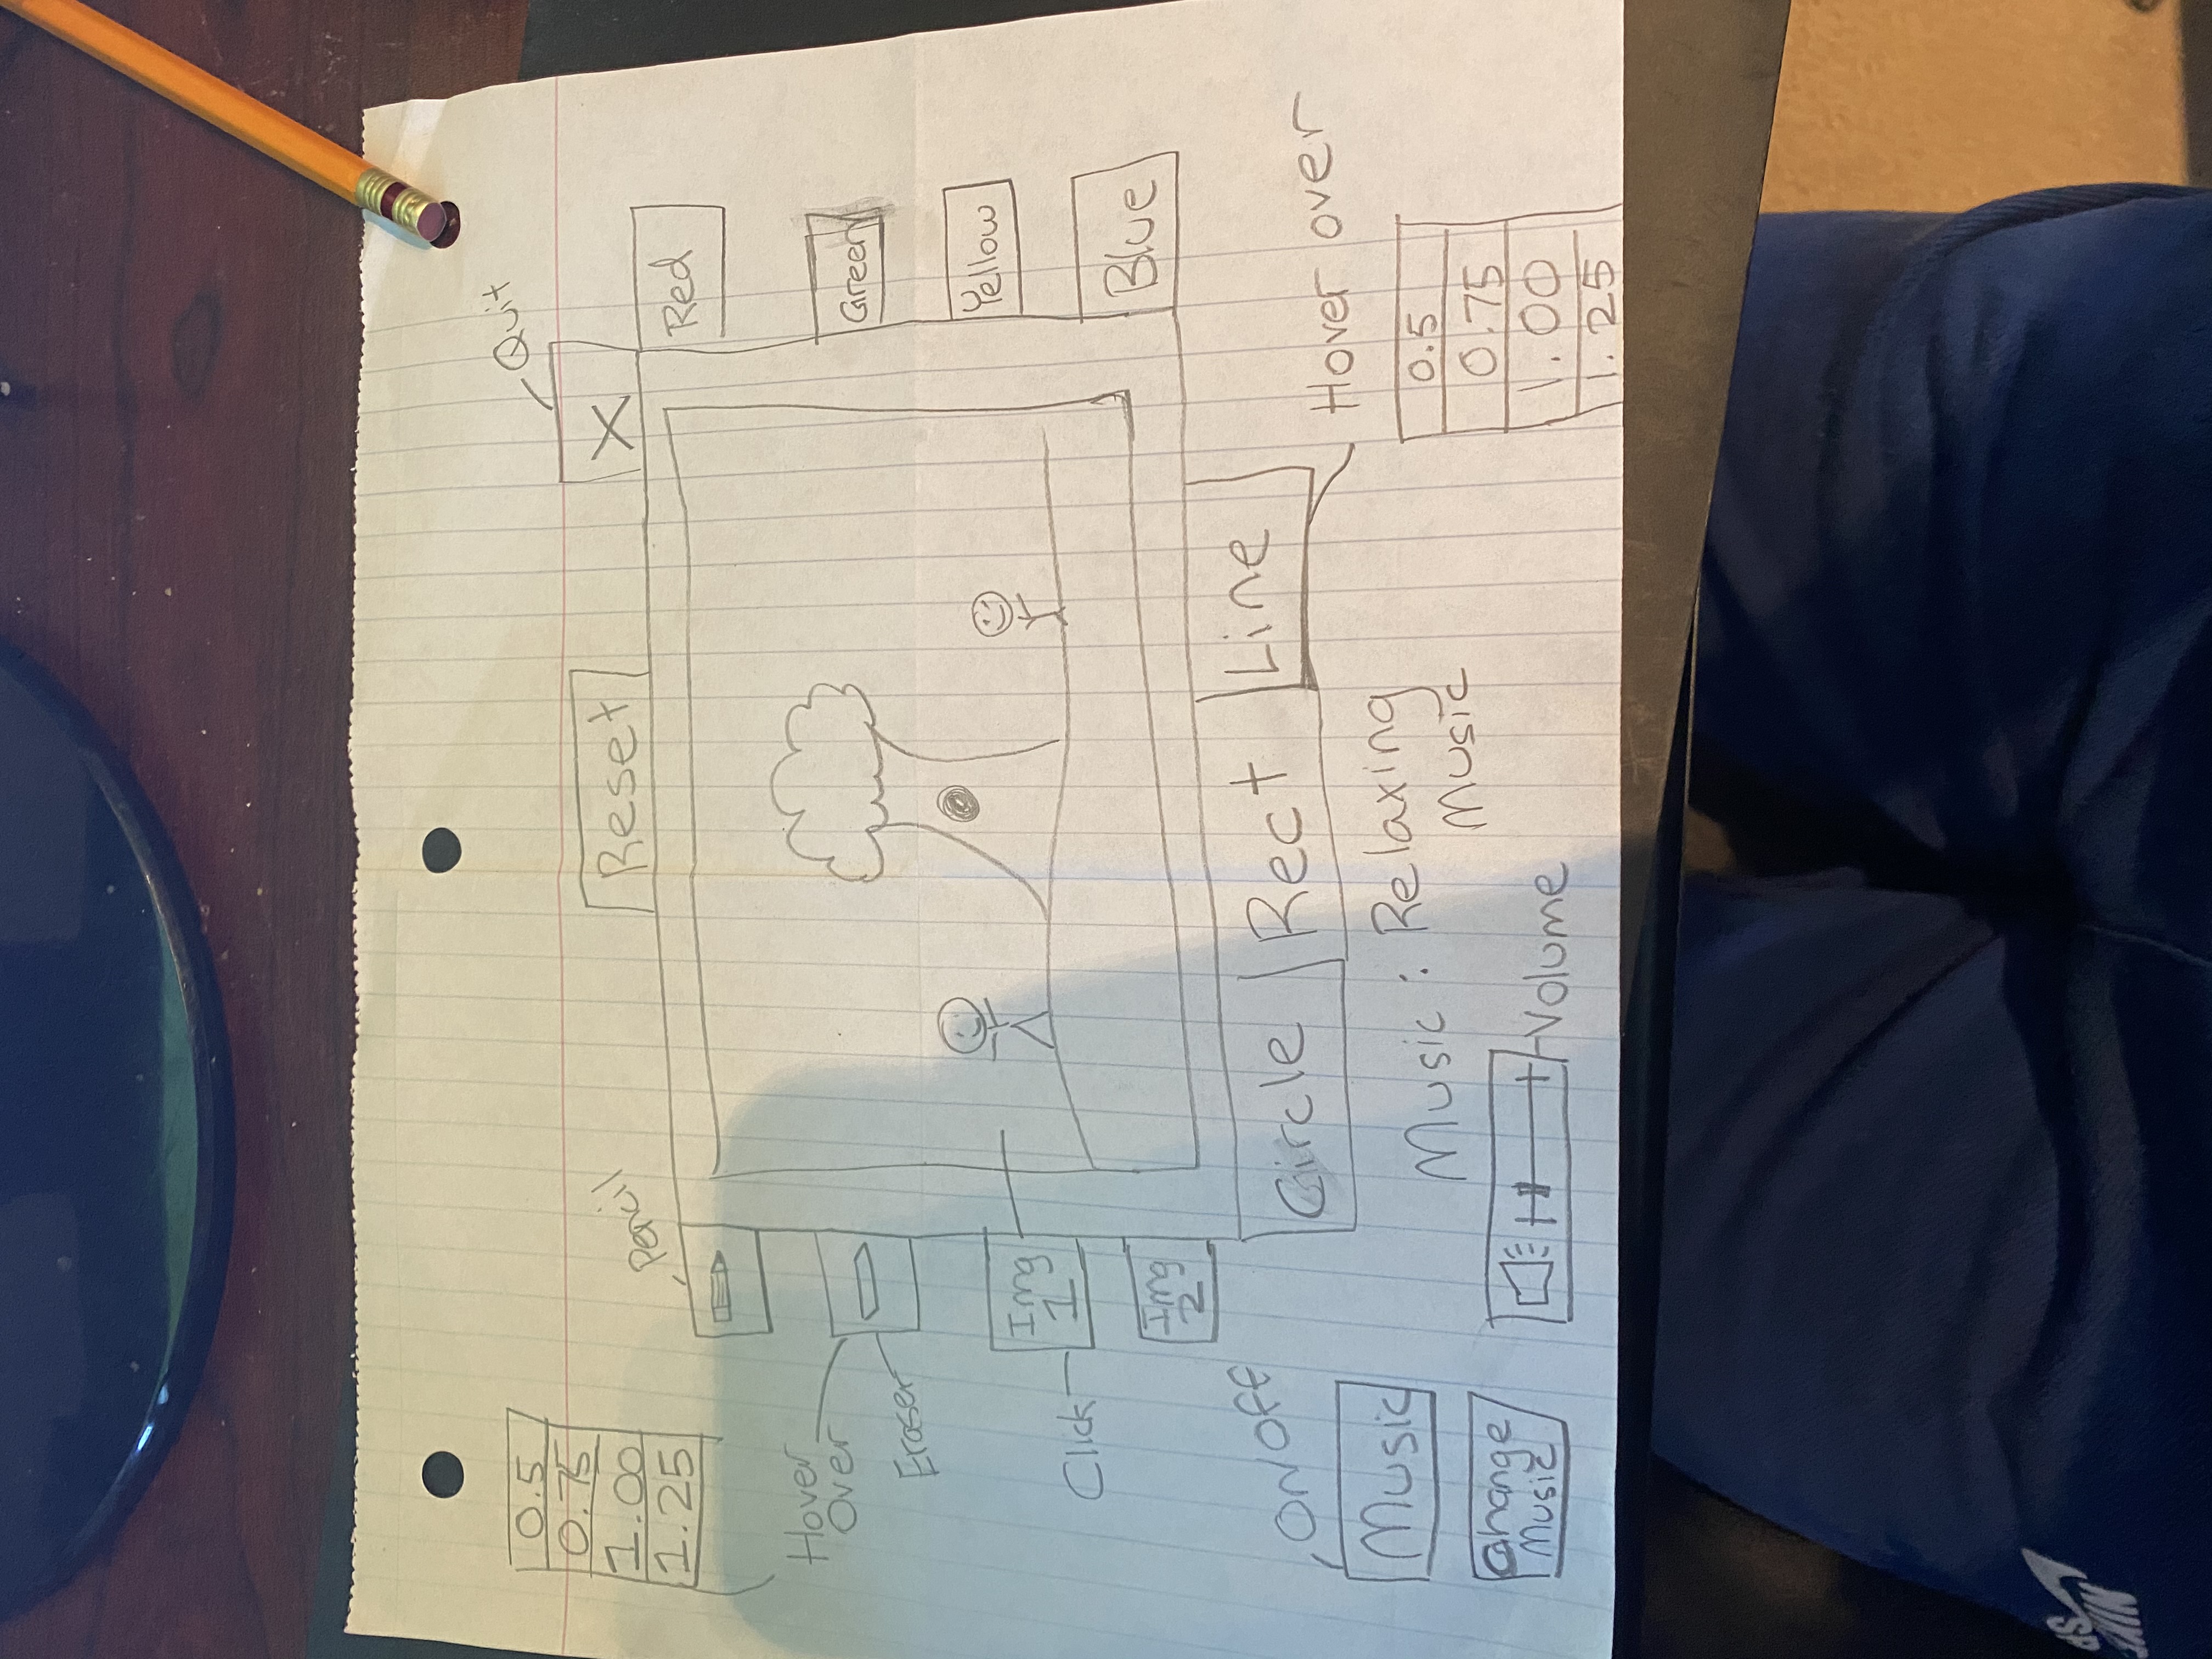 Quit
0.5
0.75
1.00
1.25
Reset
X
Pencil
Red
Hover
Over
Eraser
Green
Yellow
Img
1
Click
Img
2
Blue
On/Off
Circle
Rect
Line
Hover over
Music
Music : Relaxing
Music
Change
Music
Volume
0.5
0.75
1.00
1.25
NIKE
SB